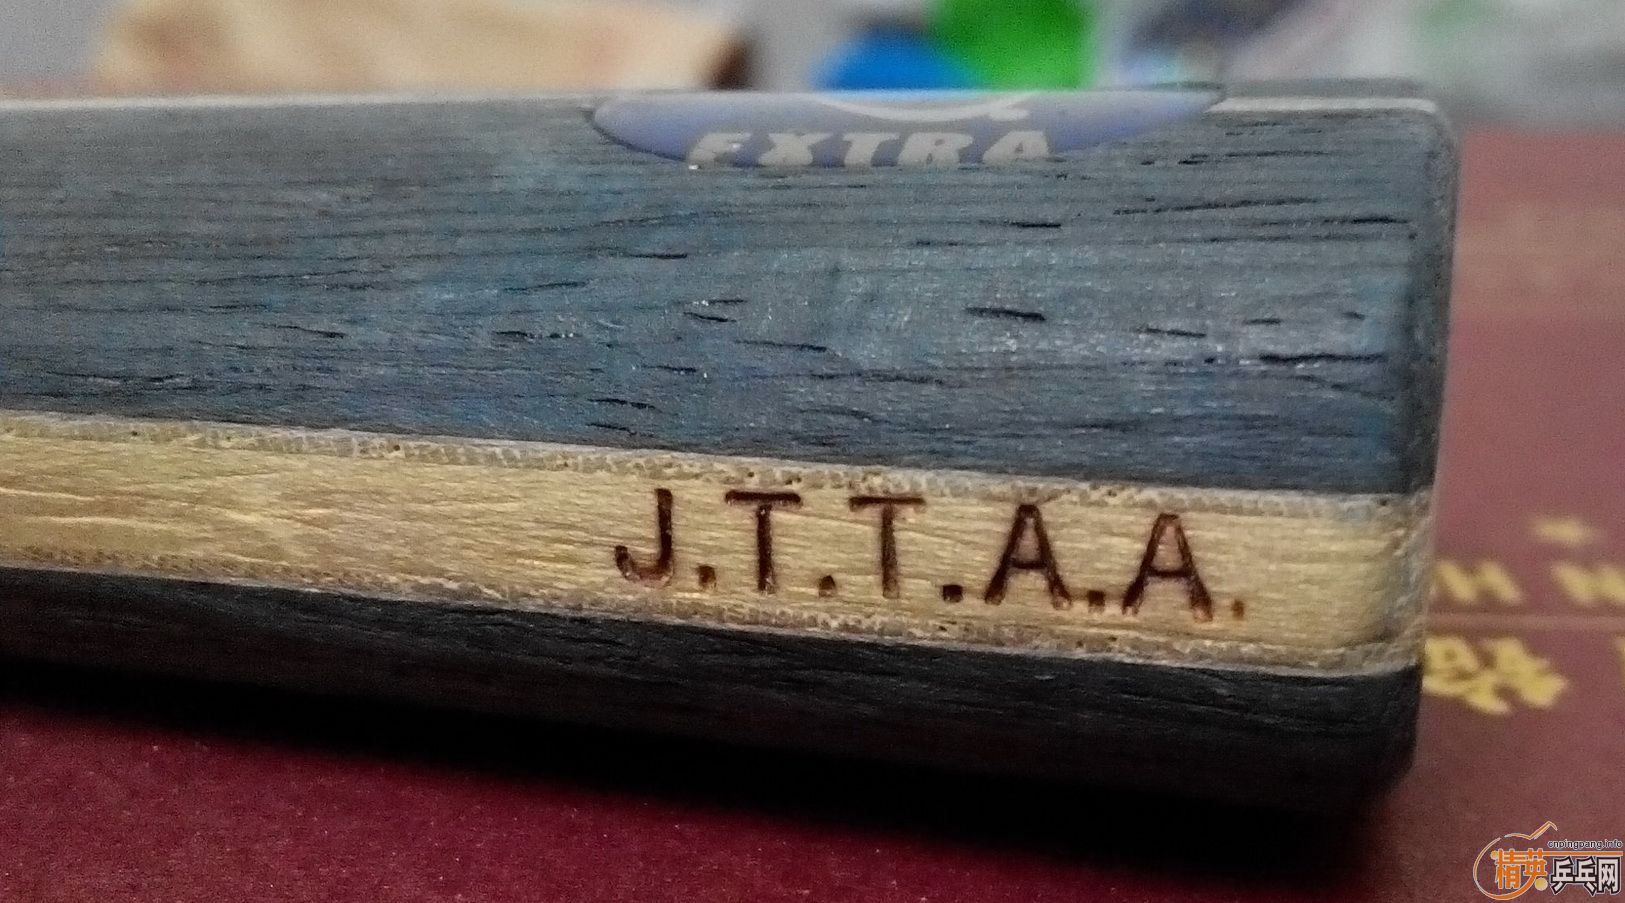 EXTRA
J.T.T.A.A.
cnpingpang.info
精英乒乓网